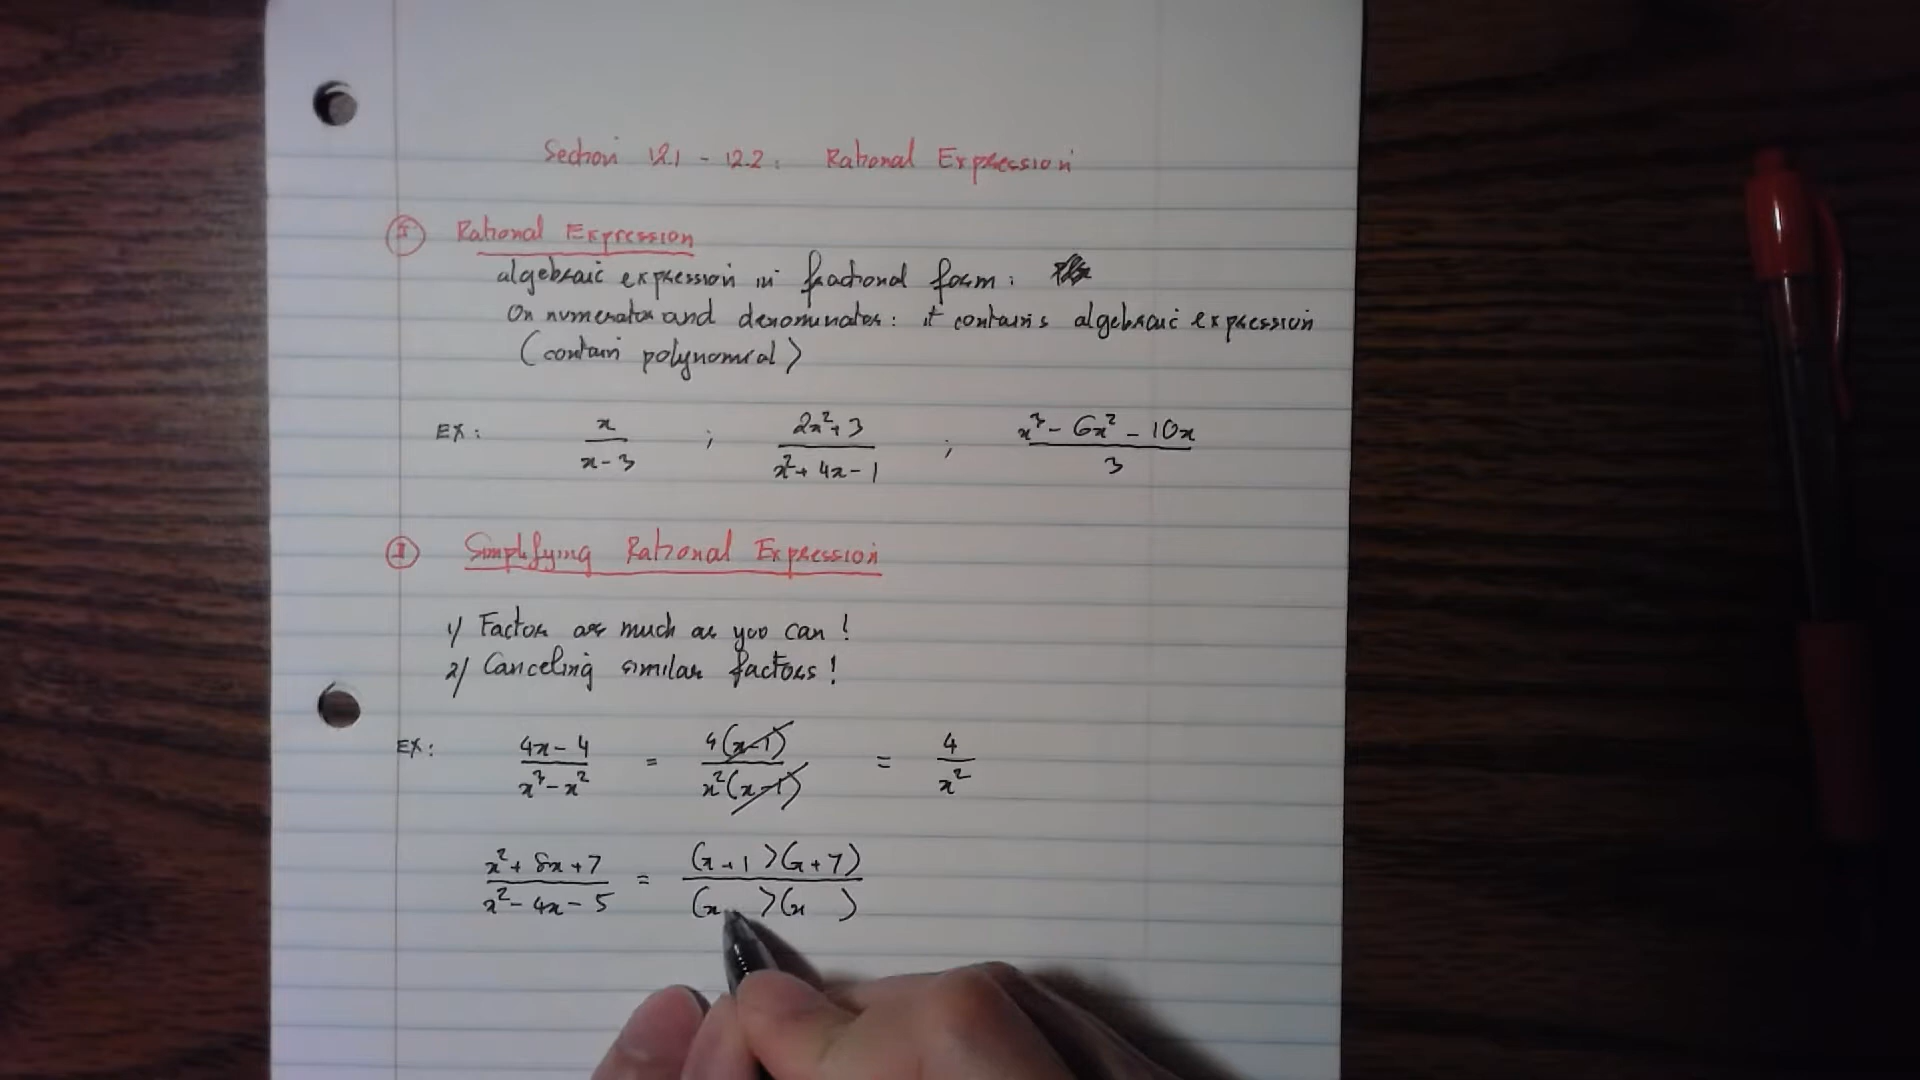 Section 12.1 - 12.2: Rational Expression
I Rational Expression
algebraic expression in fractional form:
On numerator and denominator: it contains algebraic expression
(contain polynomial)
EX: x/(x-3) ; (2x²+3)/(x²+4x-1) ; (x³-6x²-10x)/3
II Simplifying Rational Expression
1) Factor as much as you can!
2) Canceling similar factors!
EX: (4x-4)/(x³-x²) = 4(x-1)/x²(x-1) = 4/x²
(x²+8x+7)/(x²-4x-5) = (x+1)(x+7)/(x )(x )